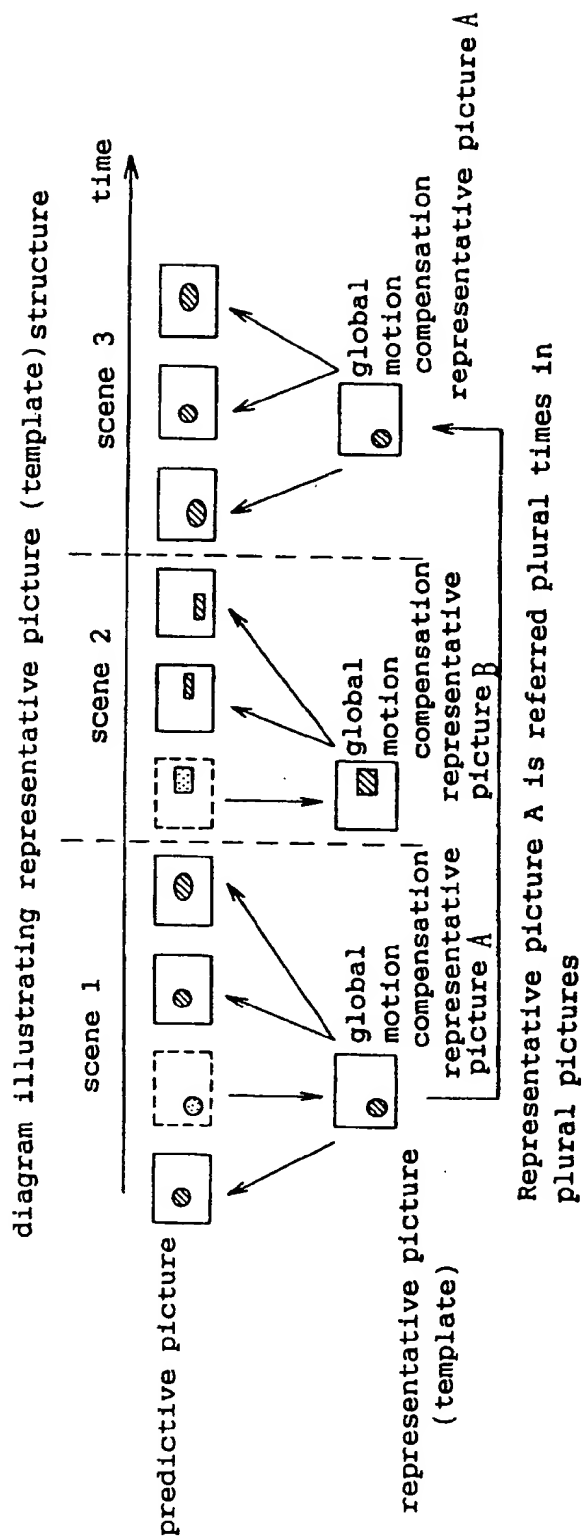 diagram illustrating representative picture (template)structure
time
scene 1
scene 2
scene 3
predictive picture
global
motion
compensation
representative
picture A
global
motion
compensation
representative
picture B
global
motion
compensation
representative picture A
representative picture
(template)
Representative picture A is referred plural times in
plural pictures